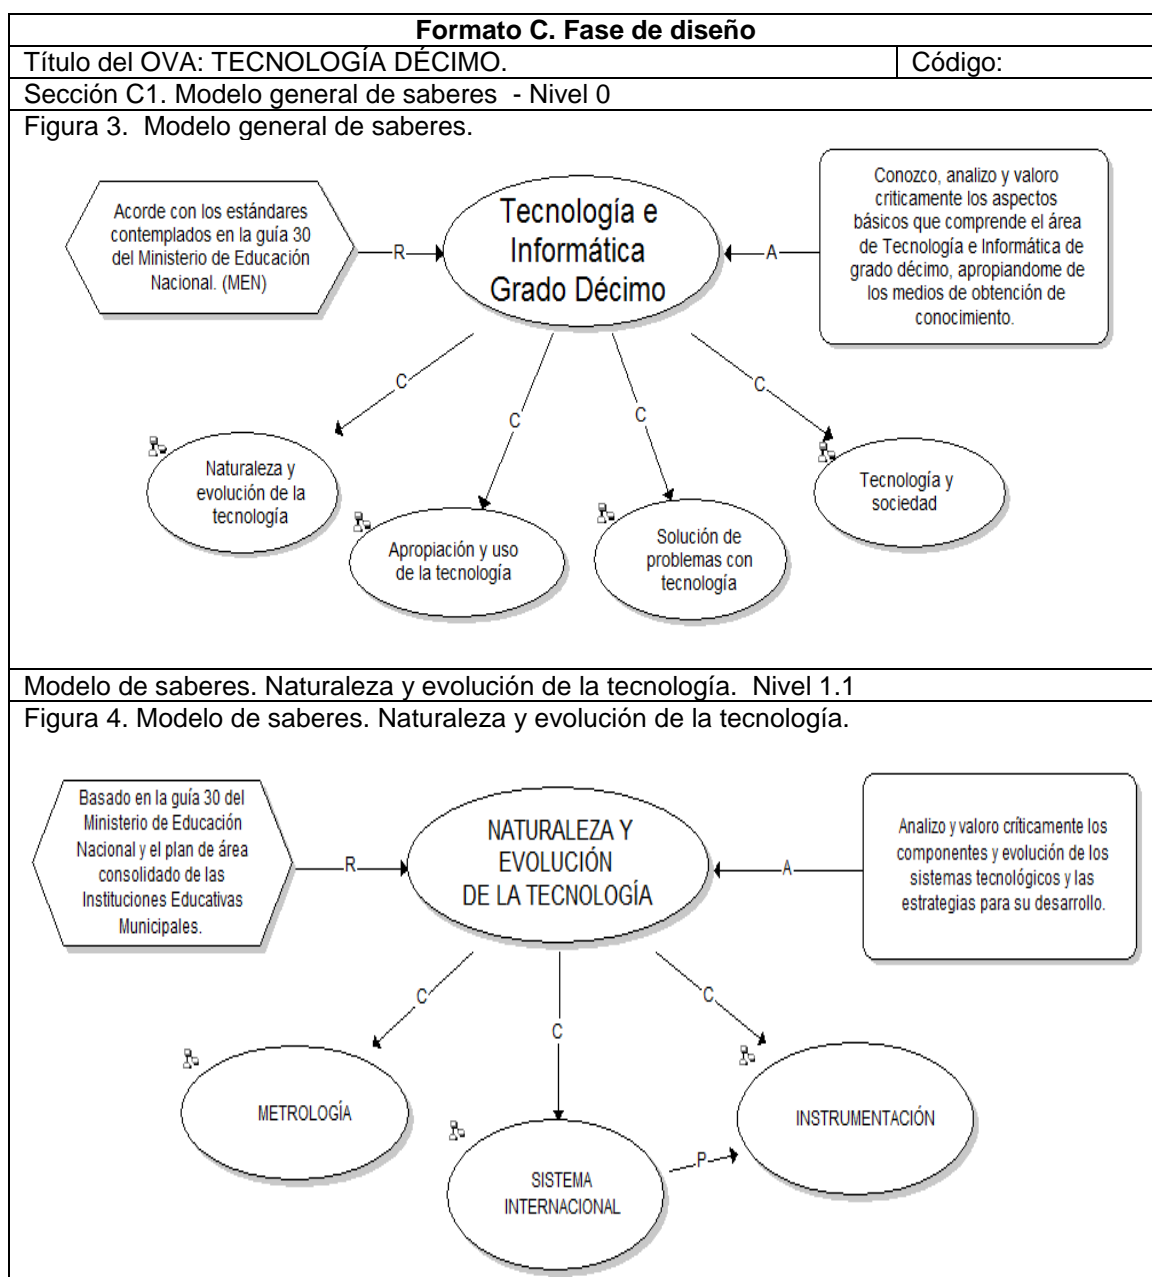 Formato C. Fase de diseño
Título del OVA: TECNOLOGÍA DÉCIMO.
Código:
Sección C1. Modelo general de saberes - Nivel 0
Figura 3. Modelo general de saberes.
Acorde con los estándares
contemplados en la guía 30
del Ministerio de Educación
Nacional. (MEN)
R
Tecnología e
Informática
Grado Décimo
A
Conozco, analizo y valoro
criticamente los aspectos
básicos que comprende el área
de Tecnología e Informática de
grado décimo, apropiandome de
los medios de obtención de
conocimiento.
C
C
C
C
Naturaleza y
evolución de la
tecnología
Apropiación y uso
de la tecnología
Solución de
problemas con
tecnología
Tecnología y
sociedad
Modelo de saberes. Naturaleza y evolución de la tecnología. Nivel 1.1
Figura 4. Modelo de saberes. Naturaleza y evolución de la tecnología.
Basado en la guía 30 del
Ministerio de Educación
Nacional y el plan de área
consolidado de las
Instituciones Educativas
Municipales.
R
NATURALEZA Y
EVOLUCIÓN
DE LA TECNOLOGÍA
A
Analizo y valoro críticamente los
componentes y evolución de los
sistemas tecnológicos y las
estrategias para su desarrollo.
C
C
C
METROLOGÍA
SISTEMA
INTERNACIONAL
P
INSTRUMENTACIÓN